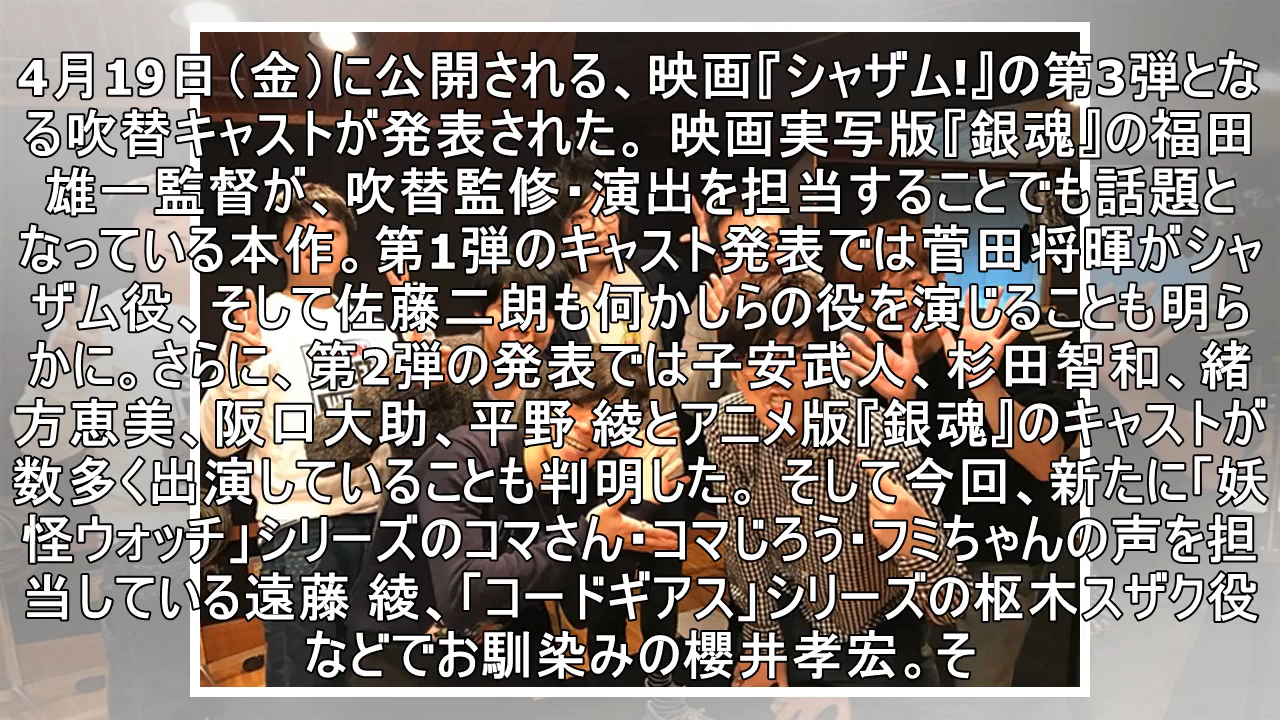 4月19日（金）に公開される、映画『シャザム!』の第3弾とな
る吹替キャストが発表された。映画実写版『銀魂』の福田
雄一監督が、吹替監修・演出を担当することでも話題と
なっている本作。第1弾のキャスト発表では菅田将暉がシャ
ザム役、そして佐藤二朗も何かしらの役を演じることも明ら
かに。さらに、第2弾の発表では子安武人、杉田智和、緒
方恵美、阪口大助、平野 綾とアニメ版『銀魂』のキャストが
数多く出演していることも判明した。そして今回、新たに「妖
怪ウォッチ」シリーズのコマさん・コマじろう・フミちゃんの声を担
当している遠藤 綾、「コードギアス」シリーズの枢木スザク役
などでお馴染みの櫻井孝宏。そ